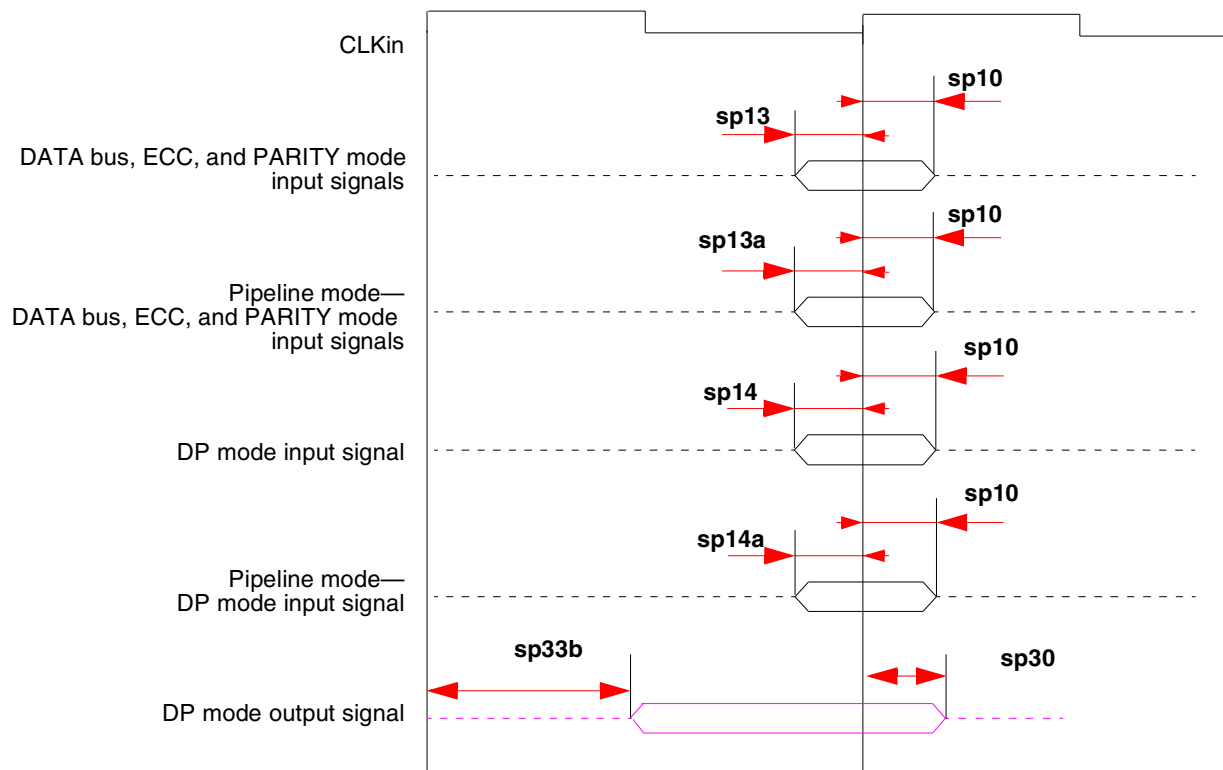 CLKin
sp10
sp13
DATA bus, ECC, and PARITY mode
input signals
sp10
sp13a
Pipeline mode—
DATA bus, ECC, and PARITY mode
input signals
sp10
sp14
DP mode input signal
sp10
sp14a
Pipeline mode—
DP mode input signal
sp33b
sp30
DP mode output signal